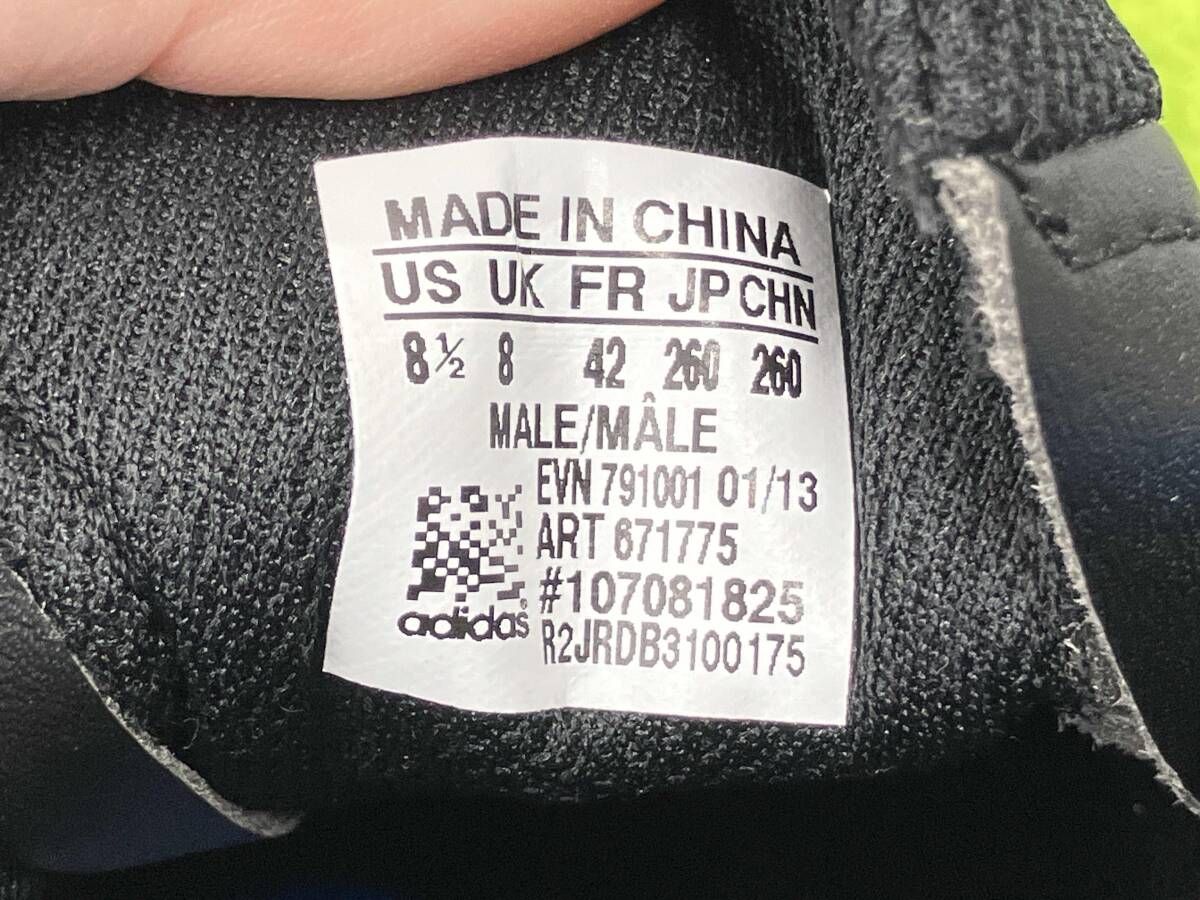 MADE IN CHINA
US UK FR JP CHN
8½ 8 42 260 260
MALE/MÂLE
EVN 791001 01/13
ART 671775
#107081825
adidas®
R2JRDB3100175